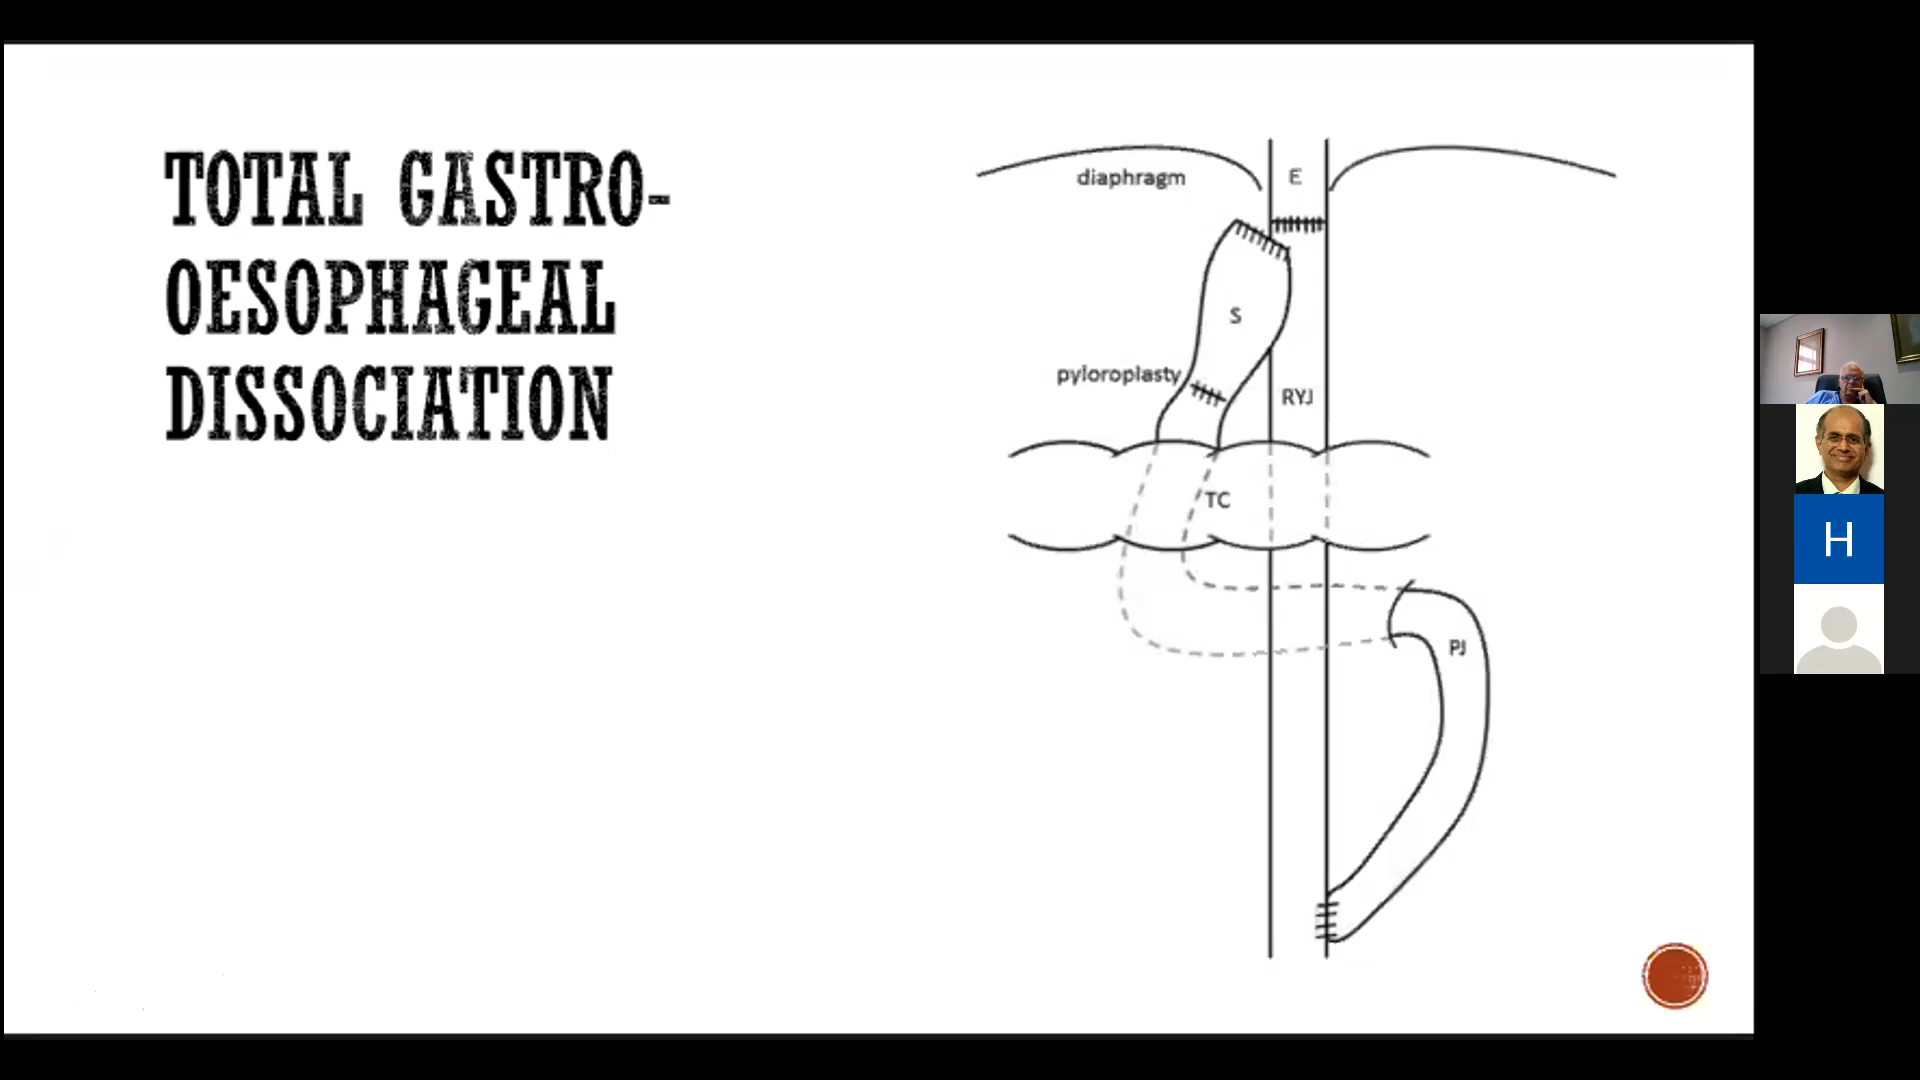 TOTAL GASTRO-
OESOPHAGEAL
DISSOCIATION
diaphragm
E
S
pyloroplasty
RYJ
TC
PJ
H